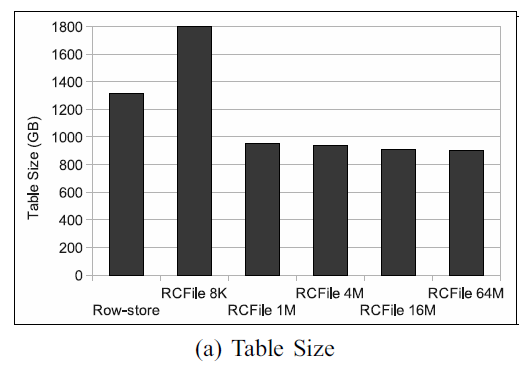 1800
1600
1400
1200
1000
800
600
400
200
0
Table Size (GB)
RCFile 8K RCFile 4M RCFile 64M
Row-store RCFile 1M RCFile 16M
(a) Table Size